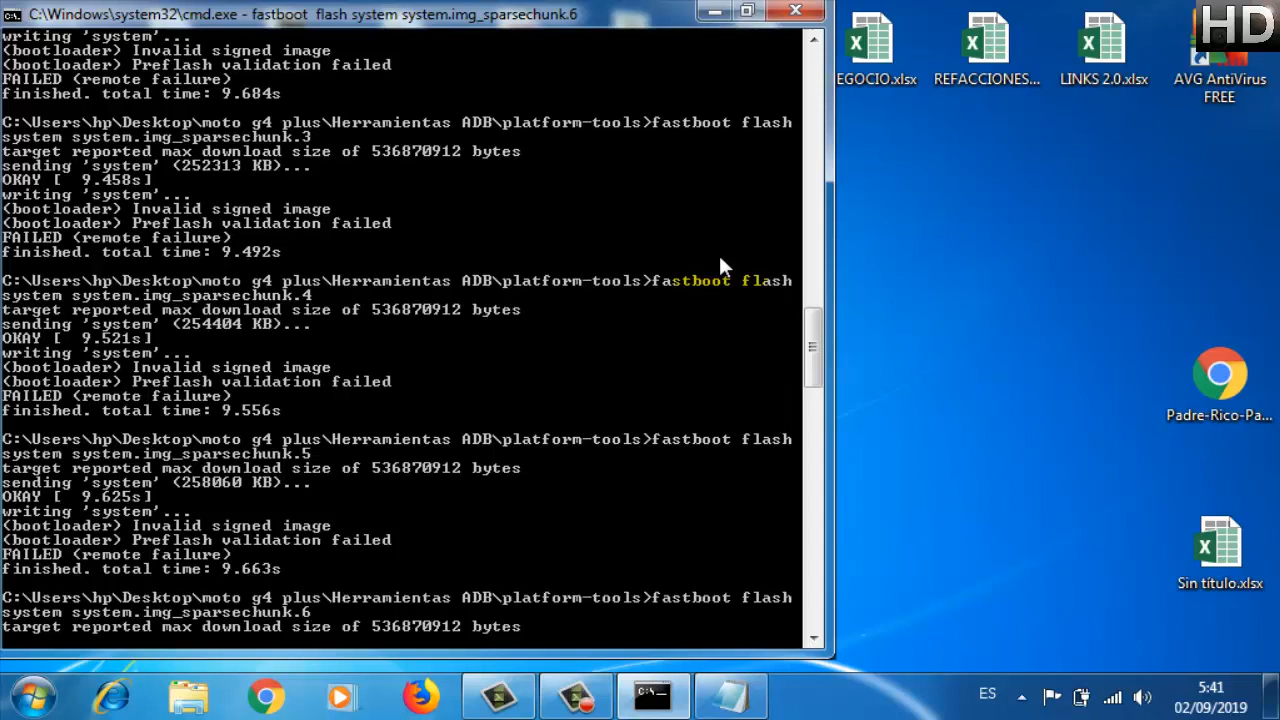 C:\Windows\system32\cmd.exe - fastboot  flash system system.img_sparsechunk.6
writing 'system'...
(bootloader) Invalid signed image
(bootloader) Preflash validation failed
FAILED (remote failure)
finished. total time: 9.684s
C:\Users\hp\Desktop\moto g4 plus\Herramientas ADB\platform-tools>fastboot flash
system system.img_sparsechunk.3
target reported max download size of 536870912 bytes
sending 'system' (252313 KB)...
OKAY [  9.458s]
writing 'system'...
(bootloader) Invalid signed image
(bootloader) Preflash validation failed
FAILED (remote failure)
finished. total time: 9.492s
C:\Users\hp\Desktop\moto g4 plus\Herramientas ADB\platform-tools>fastboot flash
system system.img_sparsechunk.4
target reported max download size of 536870912 bytes
sending 'system' (254404 KB)...
OKAY [  9.521s]
writing 'system'...
(bootloader) Invalid signed image
(bootloader) Preflash validation failed
FAILED (remote failure)
finished. total time: 9.556s
C:\Users\hp\Desktop\moto g4 plus\Herramientas ADB\platform-tools>fastboot flash
system system.img_sparsechunk.5
target reported max download size of 536870912 bytes
sending 'system' (258060 KB)...
OKAY [  9.625s]
writing 'system'...
(bootloader) Invalid signed image
(bootloader) Preflash validation failed
FAILED (remote failure)
finished. total time: 9.663s
C:\Users\hp\Desktop\moto g4 plus\Herramientas ADB\platform-tools>fastboot flash
system system.img_sparsechunk.6
target reported max download size of 536870912 bytes
HD
EGOCIO.xlsx
REFACCIONES...
LINKS 2.0.xlsx
AVG AntiVirus
FREE
Padre-Rico-Pa...
Sin título.xlsx
C:\_
ES
5:41
02/09/2019